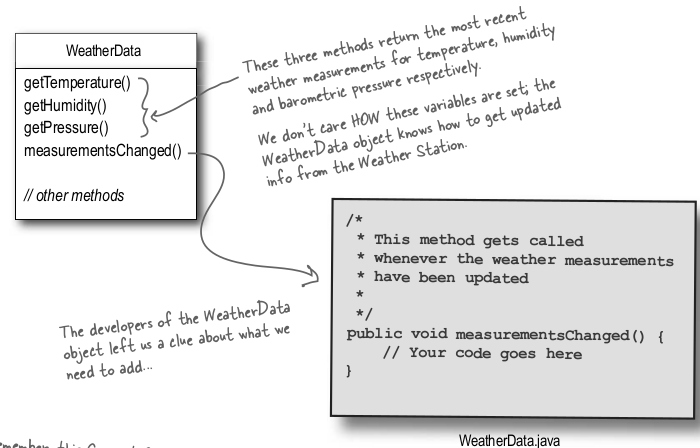 WeatherData
getTemperature()
getHumidity()
getPressure()
measurementsChanged()
// other methods
These three methods return the most recent
weather measurements for temperature, humidity
and barometric pressure respectively.
We don't care HOW these variables are set; the
WeatherData object knows how to get updated
info from the Weather Station.
The developers of the WeatherData
object left us a clue about what we
need to add...
/*
* This method gets called
* whenever the weather measurements
* have been updated
*
*/
public void measurementsChanged() {
// Your code goes here
}
WeatherData.java